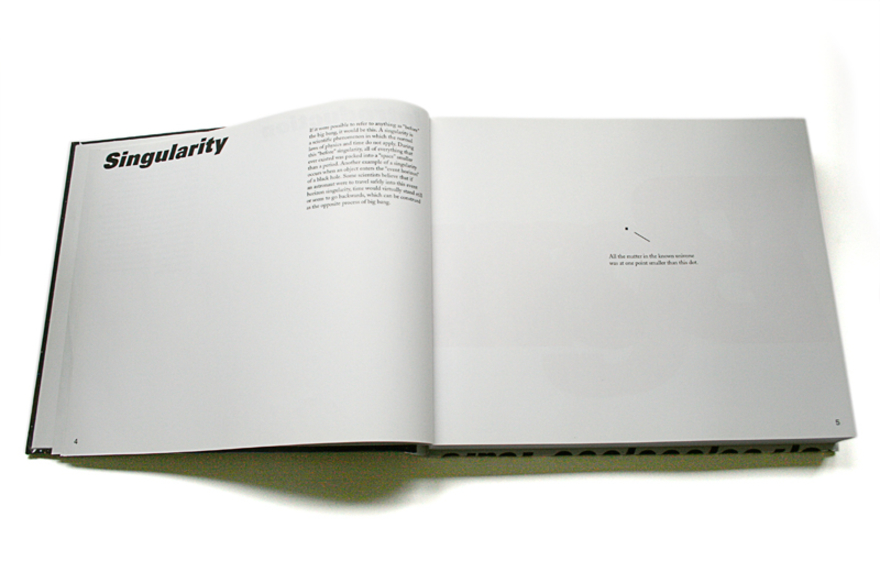 Singularity
If it were possible to refer to anything as "before"
the big bang, it would be this. A singularity is
a scientific phenomenon in which the normal
laws of physics and time do not apply. During
this "before" singularity, all of everything that
ever existed was packed into a "space" smaller
than a period. Another example of a singularity
occurs when an object enters the "event horizon"
of a black hole. Some scientists believe that if
an astronaut were to travel safely into this event
horizon singularity, time would virtually stand still
or seem to go backwards, which can be construed
as the opposite process of big bang.
4
All the matter in the known universe
was at one point smaller than this dot.
5